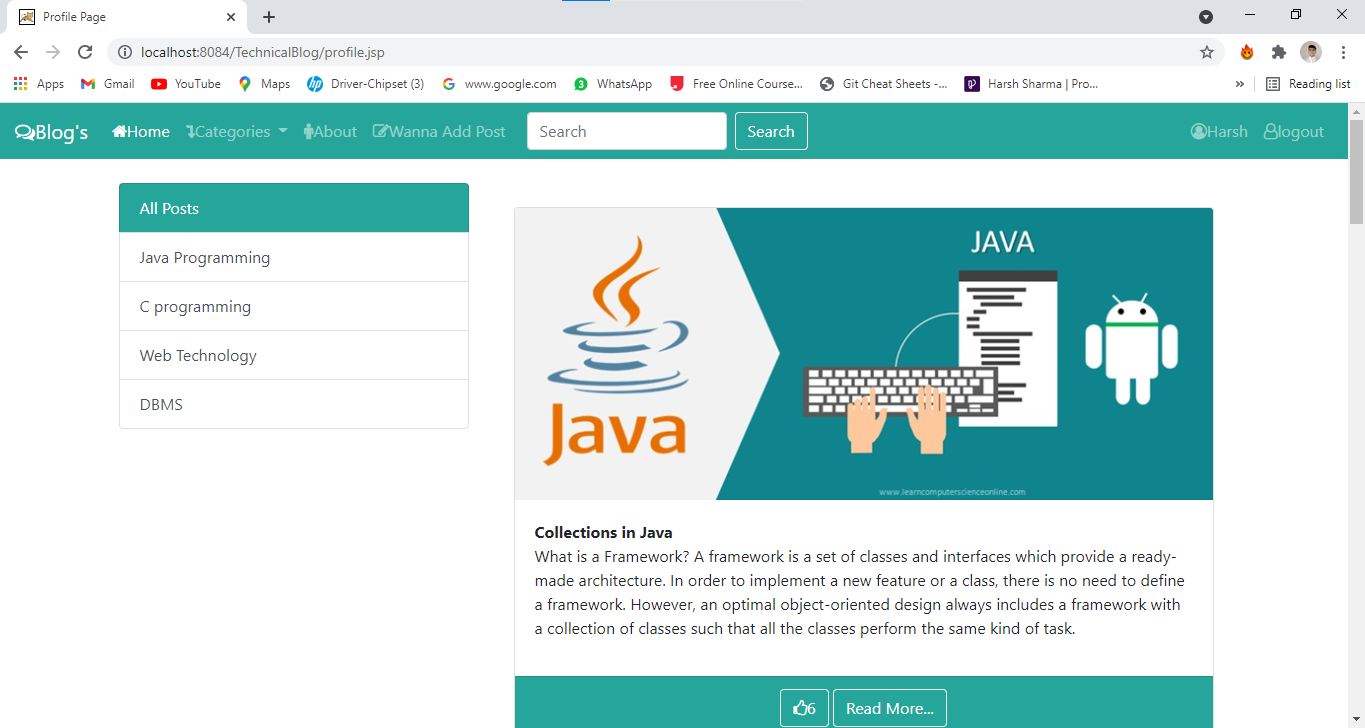 Profile Page
localhost:8084/TechnicalBlog/profile.jsp
Apps Gmail YouTube Maps Driver-Chipset (3) www.google.com 3 WhatsApp Free Online Course... Git Cheat Sheets -... Harsh Sharma | Pro... » Reading list
Blog's Home Categories About Wanna Add Post Search Search Harsh logout
All Posts
Java Programming
C programming
Web Technology
DBMS
JAVA
Java
www.learncomputerscienceonline.com
Collections in Java
What is a Framework? A framework is a set of classes and interfaces which provide a ready-
made architecture. In order to implement a new feature or a class, there is no need to define
a framework. However, an optimal object-oriented design always includes a framework with
a collection of classes such that all the classes perform the same kind of task.
6 Read More...